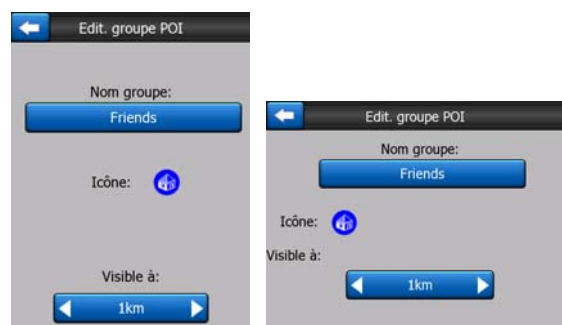 Edit. groupe POI
Nom groupe:
Friends
Icône:
Visible à:
1km
Edit. groupe POI
Nom groupe:
Friends
Icône:
Visible à:
1km